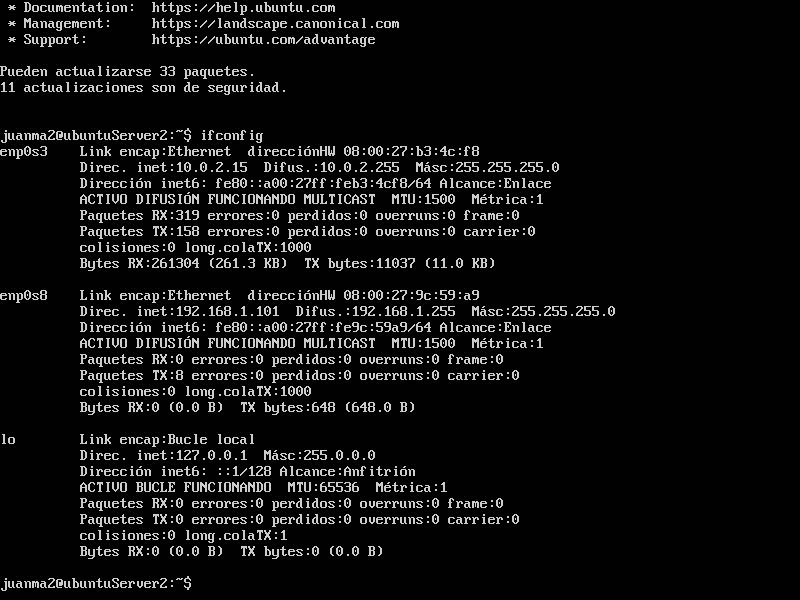 * Documentation:  https://help.ubuntu.com
* Management:     https://landscape.canonical.com
* Support:        https://ubuntu.com/advantage
Pueden actualizarse 33 paquetes.
11 actualizaciones son de seguridad.
juanma2@ubuntuServer2:~$ ifconfig
enp0s3    Link encap:Ethernet  direcciónHW 08:00:27:b3:4c:f8
          Direc. inet:10.0.2.15  Difus.:10.0.2.255  Másc:255.255.255.0
          Dirección inet6: fe80::a00:27ff:feb3:4cf8/64 Alcance:Enlace
          ACTIVO DIFUSIÓN FUNCIONANDO MULTICAST  MTU:1500  Métrica:1
          Paquetes RX:319 errores:0 perdidos:0 overruns:0 frame:0
          Paquetes TX:158 errores:0 perdidos:0 overruns:0 carrier:0
          colisiones:0 long.colaTX:1000
          Bytes RX:261304 (261.3 KB)  TX bytes:11037 (11.0 KB)
enp0s8    Link encap:Ethernet  direcciónHW 08:00:27:9c:59:a9
          Direc. inet:192.168.1.101  Difus.:192.168.1.255  Másc:255.255.255.0
          Dirección inet6: fe80::a00:27ff:fe9c:59a9/64 Alcance:Enlace
          ACTIVO DIFUSIÓN FUNCIONANDO MULTICAST  MTU:1500  Métrica:1
          Paquetes RX:0 errores:0 perdidos:0 overruns:0 frame:0
          Paquetes TX:8 errores:0 perdidos:0 overruns:0 carrier:0
          colisiones:0 long.colaTX:1000
          Bytes RX:0 (0.0 B)  TX bytes:648 (648.0 B)
lo        Link encap:Bucle local
          Direc. inet:127.0.0.1  Másc:255.0.0.0
          Dirección inet6: ::1/128 Alcance:Anfitrión
          ACTIVO BUCLE FUNCIONANDO  MTU:65536  Métrica:1
          Paquetes RX:0 errores:0 perdidos:0 overruns:0 frame:0
          Paquetes TX:0 errores:0 perdidos:0 overruns:0 carrier:0
          colisiones:0 long.colaTX:1
          Bytes RX:0 (0.0 B)  TX bytes:0 (0.0 B)
juanma2@ubuntuServer2:~$